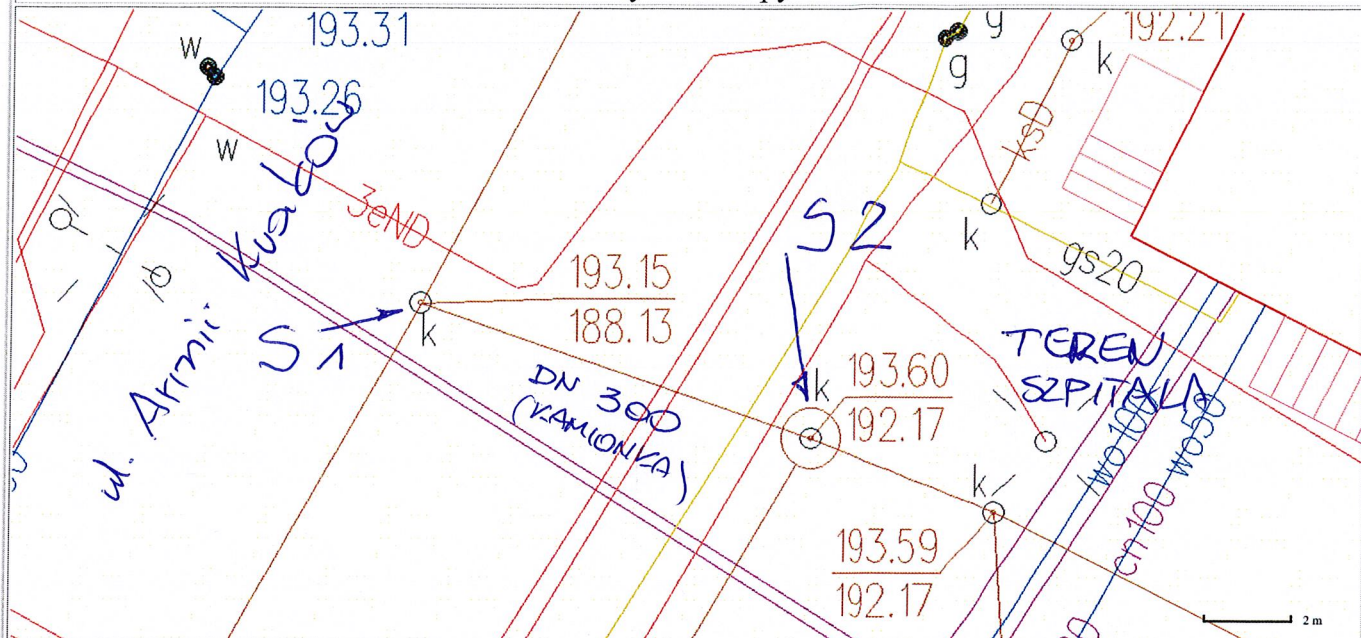 193.31
w
193.26
w
ul. Armii Krajowej
3eND
S1
k
193.15
188.13
DN 300
(KAMIONKA)
S2
k
193.60
192.17
g
g
k
192.21
ksD
k
gs20
TEREN
SZPITALA
k
193.59
192.17
wo100
wo50
cn100
2 m